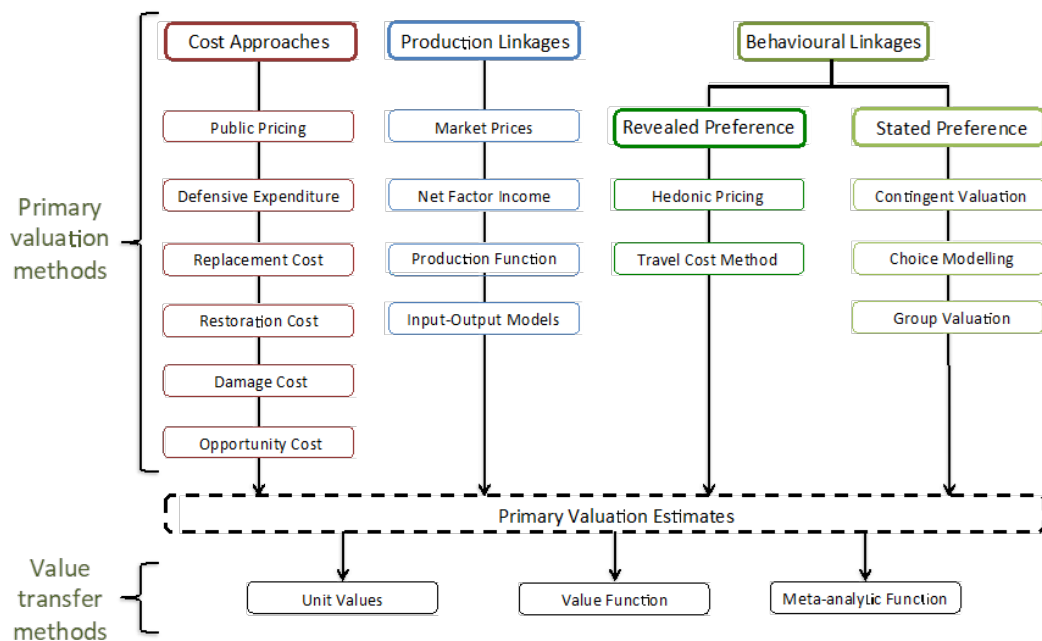 Cost Approaches
Production Linkages
Behavioural Linkages
Public Pricing
Market Prices
Revealed Preference
Stated Preference
Defensive Expenditure
Net Factor Income
Hedonic Pricing
Contingent Valuation
Primary
valuation
methods
Replacement Cost
Production Function
Travel Cost Method
Choice Modelling
Restoration Cost
Input-Output Models
Group Valuation
Damage Cost
Opportunity Cost
Primary Valuation Estimates
Value
transfer
methods
Unit Values
Value Function
Meta-analytic Function